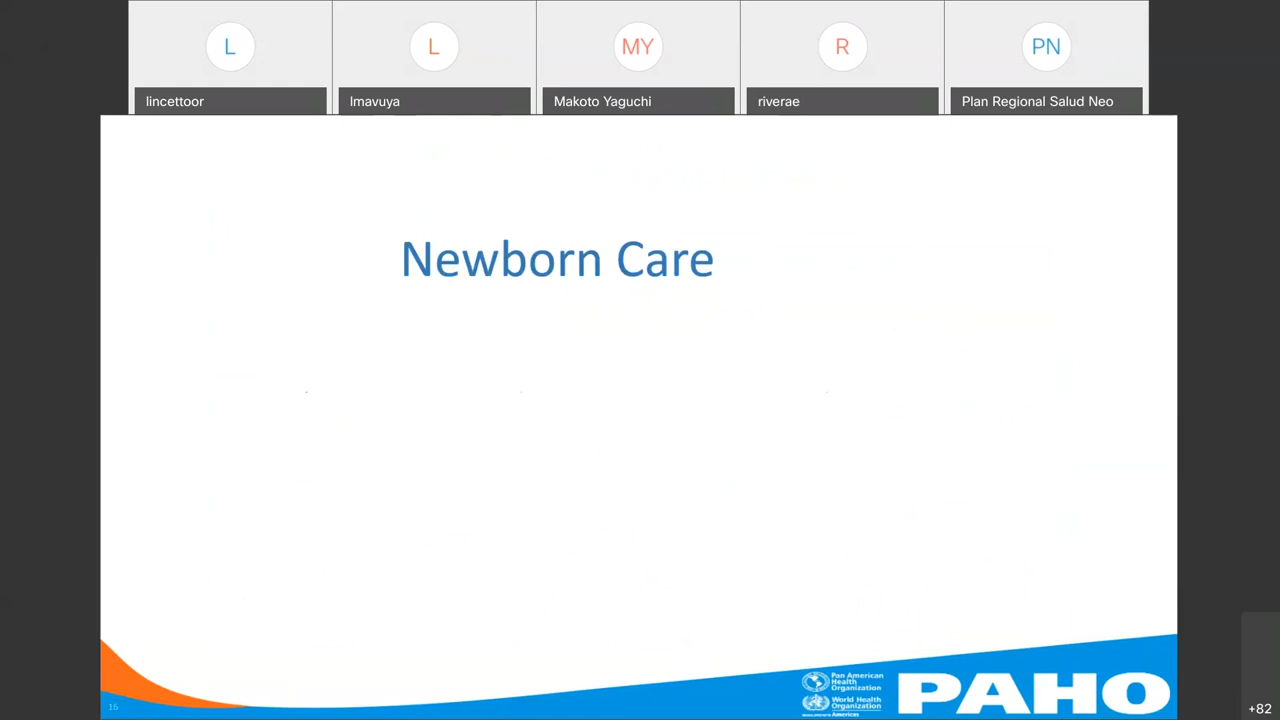 L
L
MY
R
PN
lincettoor
lmavuya
Makoto Yaguchi
riverae
Plan Regional Salud Neo
Newborn Care
16
Pan American
Health
Organization
World Health
Organization
Americas
PAHO
+82